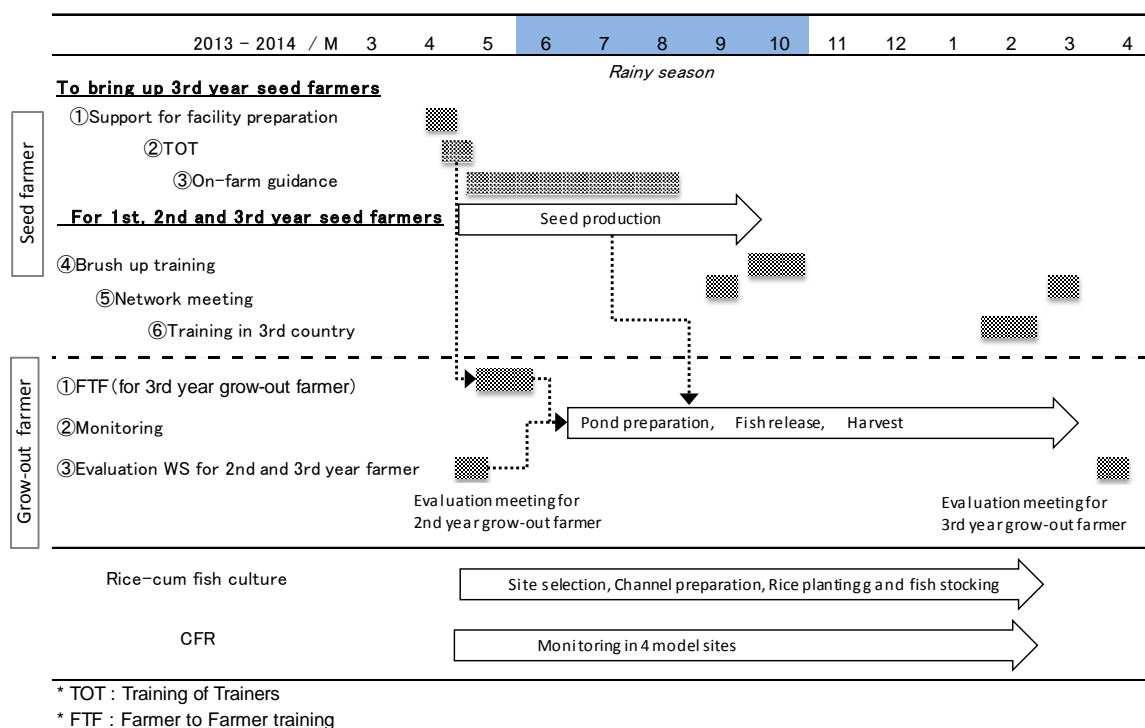 2013－2014 / M 3 4 5 6 7 8 9 10 11 12 1 2 3 4
Rainy season
To bring up 3rd year seed farmers
①Support for facility preparation
②TOT
③On-farm guidance
For 1st, 2nd and 3rd year seed farmers
Seed production
④Brush up training
⑤Network meeting
⑥Training in 3rd country
Seed farmer
①FTF（for 3rd year grow-out farmer）
②Monitoring
Pond preparation, Fish release, Harvest
③Evaluation WS for 2nd and 3rd year farmer
Evaluation meeting for
2nd year grow-out farmer
Evaluation meeting for
3rd year grow-out farmer
Grow-out farmer
Rice-cum fish culture
Site selection, Channel preparation, Rice plantingg and fish stocking
CFR
Monitoring in 4 model sites
* TOT : Training of Trainers
* FTF : Farmer to Farmer training